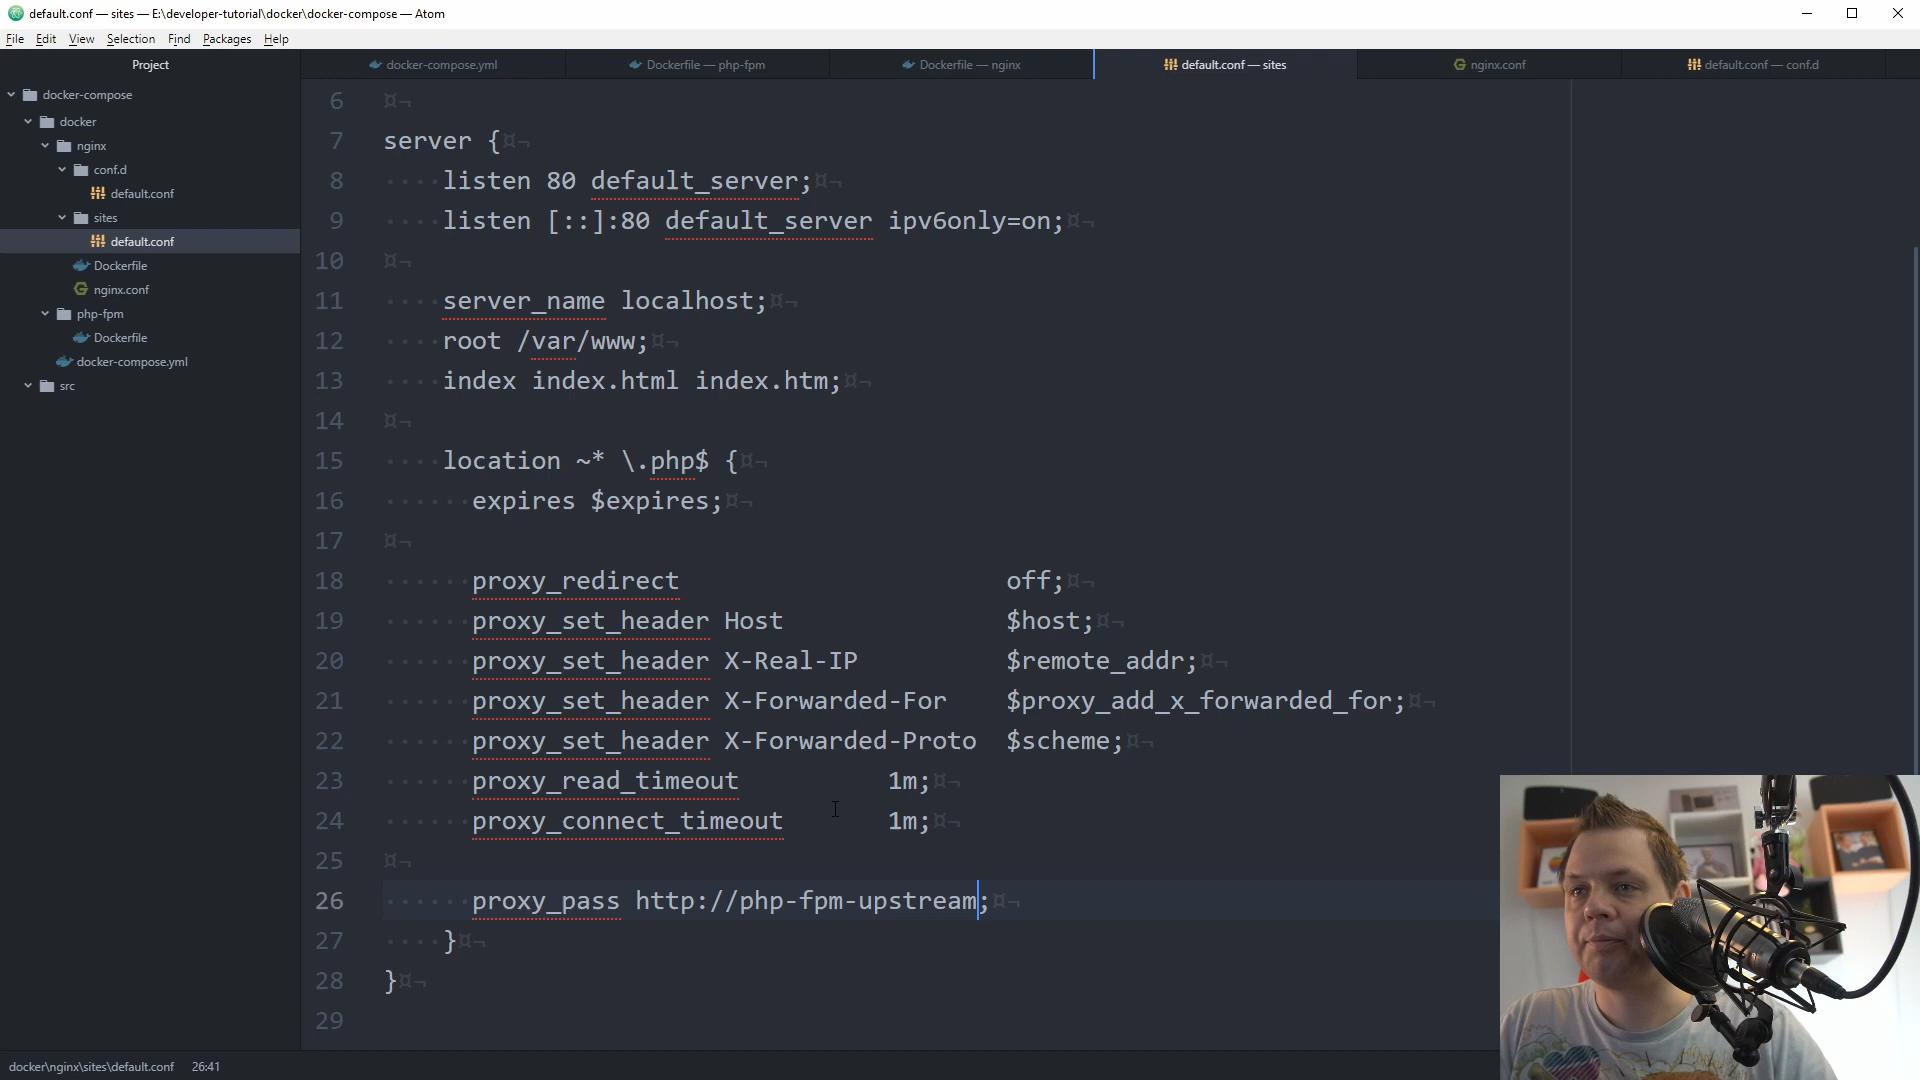 default.conf — sites — E:\developer-tutorial\docker\docker-compose — Atom
File Edit View Selection Find Packages Help
Project
docker-compose.yml
Dockerfile — php-fpm
Dockerfile — nginx
default.conf — sites
nginx.conf
default.conf — conf.d
docker-compose
docker
nginx
conf.d
default.conf
sites
default.conf
Dockerfile
nginx.conf
php-fpm
Dockerfile
docker-compose.yml
src
6
7 server {
8 listen 80 default_server;
9 listen [::]:80 default_server ipv6only=on;
10
11 server_name localhost;
12 root /var/www;
13 index index.html index.htm;
14
15 location ~* \.php$ {
16 expires $expires;
17
18 proxy_redirect off;
19 proxy_set_header Host $host;
20 proxy_set_header X-Real-IP $remote_addr;
21 proxy_set_header X-Forwarded-For $proxy_add_x_forwarded_for;
22 proxy_set_header X-Forwarded-Proto $scheme;
23 proxy_read_timeout 1m;
24 proxy_connect_timeout 1m;
25
26 proxy_pass http://php-fpm-upstream;
27 }
28 }
29
docker\nginx\sites\default.conf 26:41